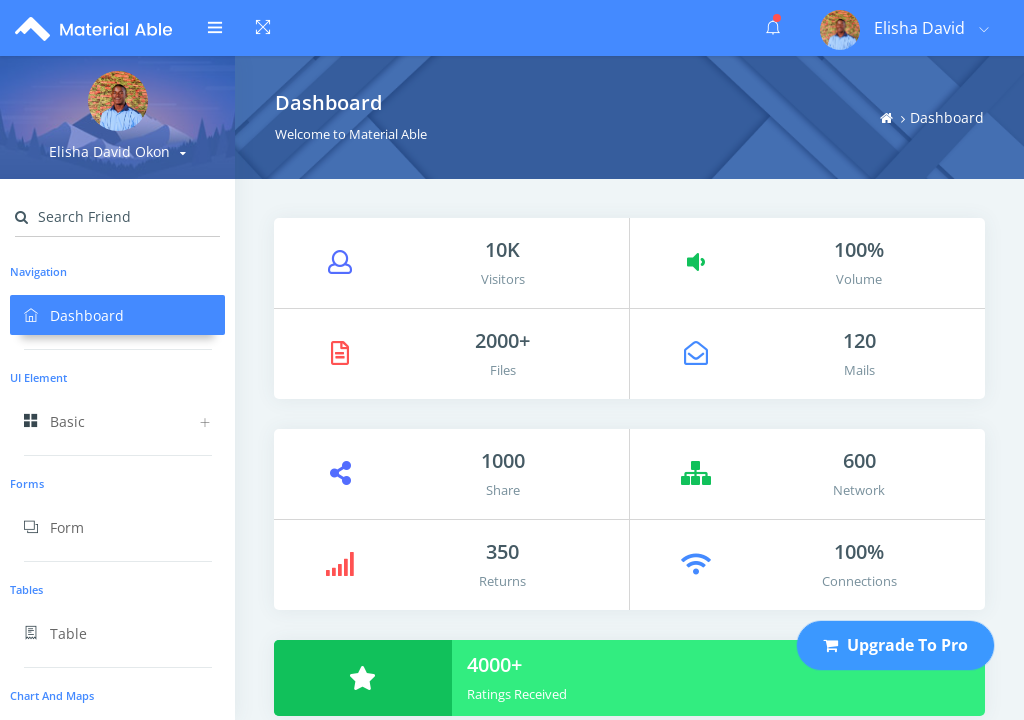 Material Able
Elisha David
Elisha David Okon
Dashboard
Welcome to Material Able
Dashboard
Search Friend
Navigation
Dashboard
UI Element
Basic
Forms
Form
Tables
Table
Chart And Maps
10K
Visitors
100%
Volume
2000+
Files
120
Mails
1000
Share
600
Network
350
Returns
100%
Connections
4000+
Ratings Received
Upgrade To Pro